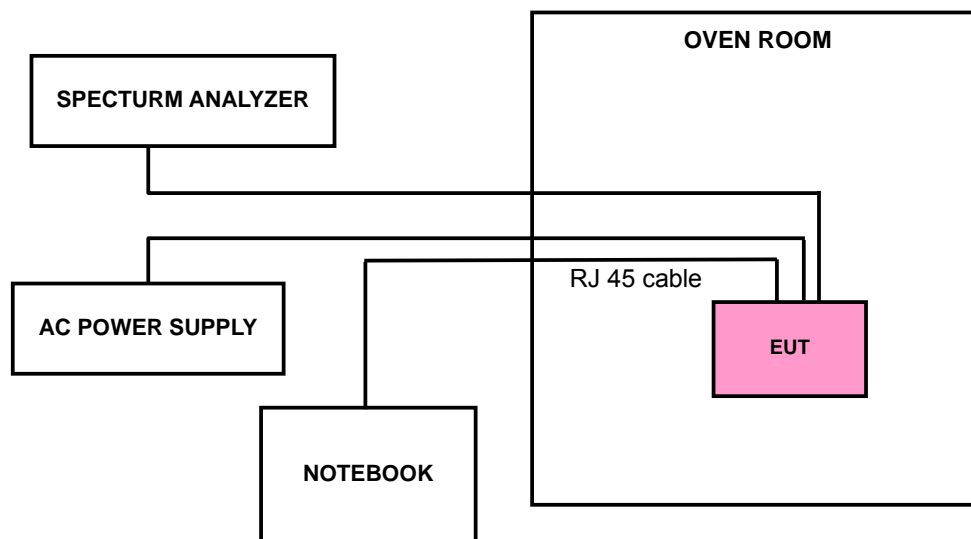 OVEN ROOM
SPECTURM ANALYZER
RJ 45 cable
AC POWER SUPPLY
EUT
NOTEBOOK